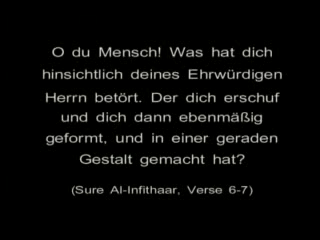 O du Mensch! Was hat dich
hinsichtlich deines Ehrwürdigen
Herrn betört. Der dich erschuf
und dich dann ebenmäßig
geformt, und in einer geraden
Gestalt gemacht hat?
(Sure Al-Infithaar, Verse 6-7)